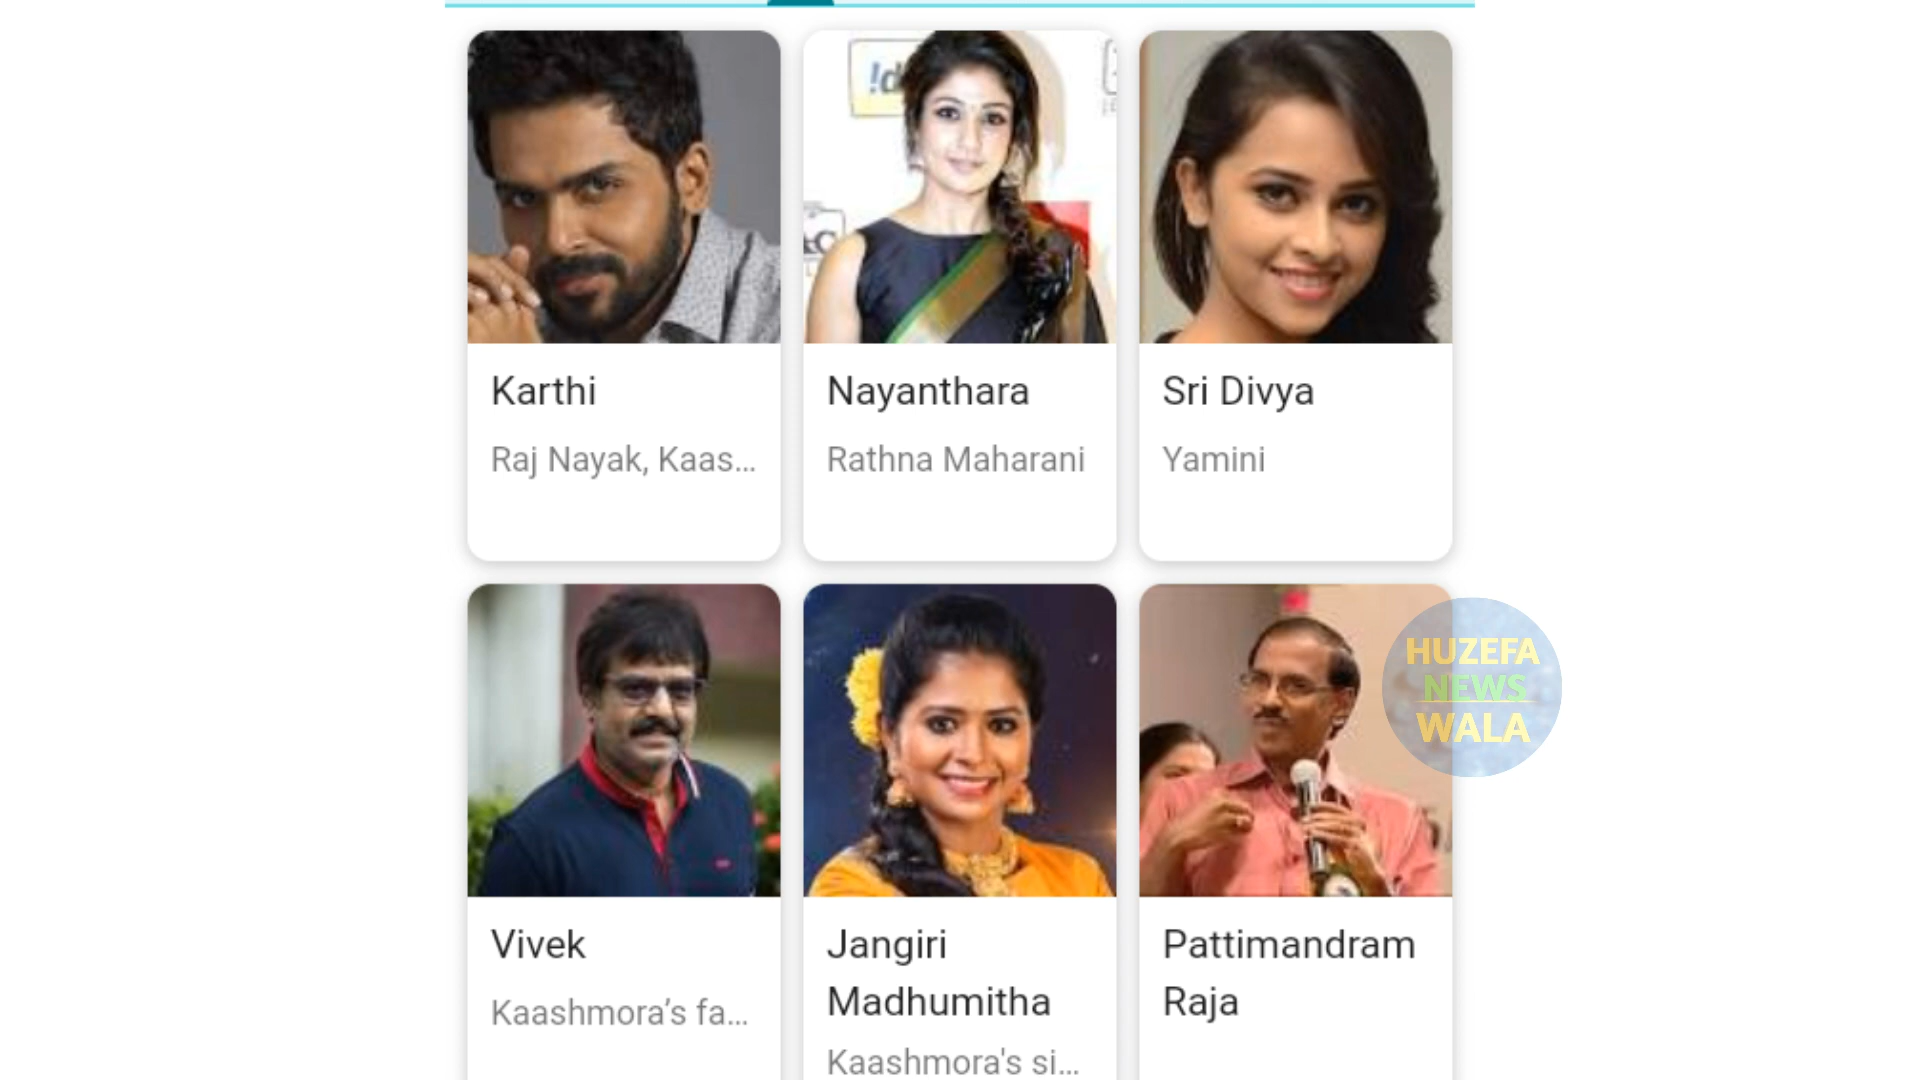 !d
Karthi
Nayanthara
Sri Divya
Raj Nayak, Kaas...
Rathna Maharani
Yamini
HUZEFA
NEWS
WALA
Vivek
Jangiri
Madhumitha
Pattimandram
Raja
Kaashmora’s fa...
Kaashmora's si...